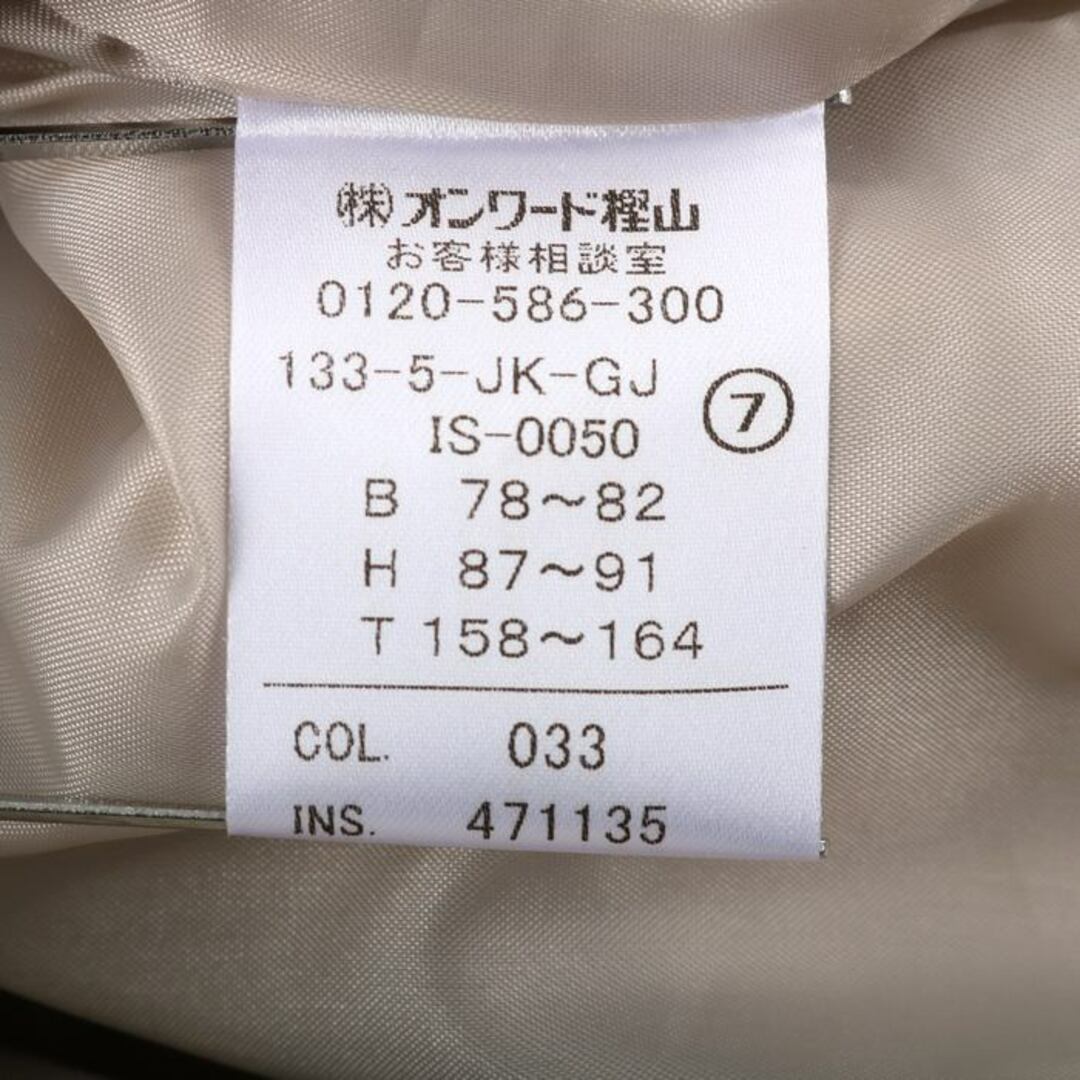 ㈱オンワード樫山
お客様相談室
0120-586-300
133-5-JK-GJ
⑦
IS-0050
B 78~82
H 87~91
T 158~164
COL. 033
INS. 471135